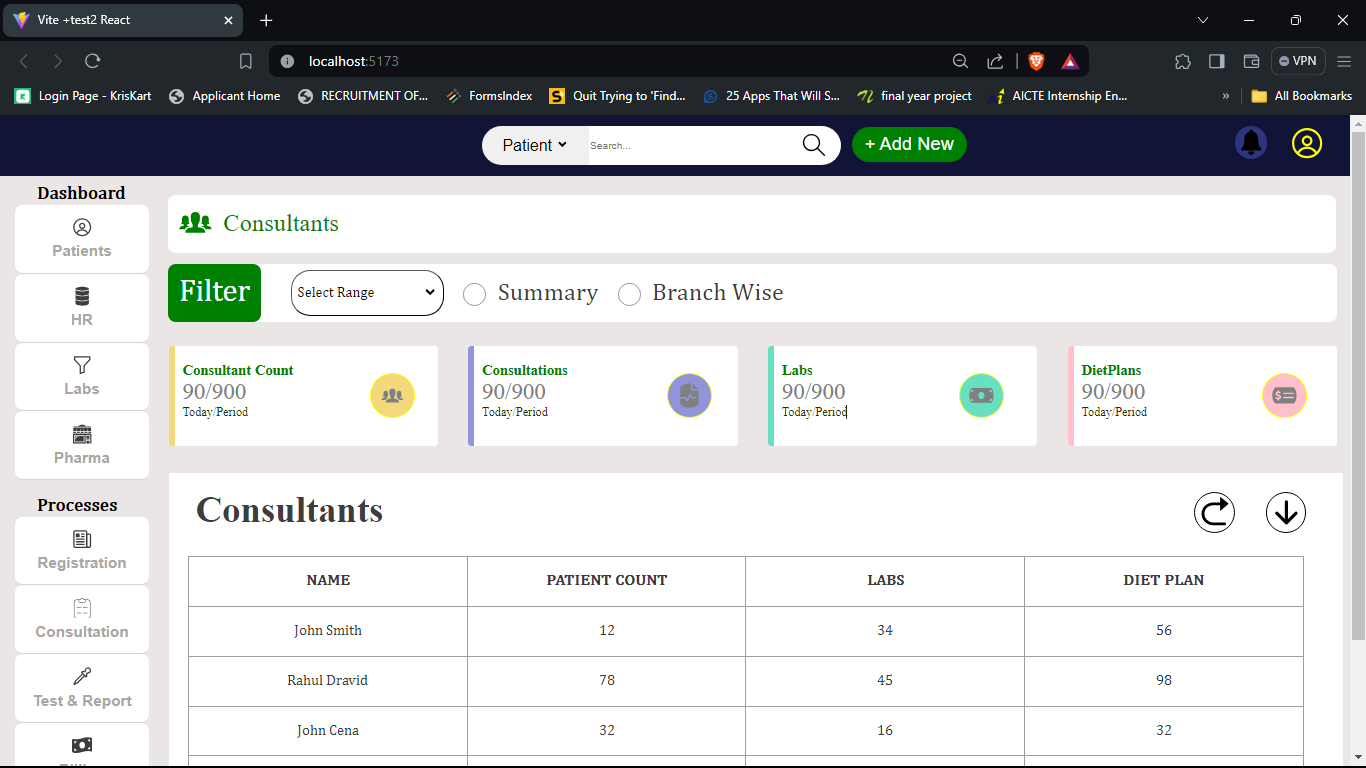 Vite +test2 React
localhost:5173
VPN
Login Page - KrisKart
Applicant Home
RECRUITMENT OF...
FormsIndex
Quit Trying to 'Find...
25 Apps That Will S...
final year project
AICTE Internship En...
»
All Bookmarks
Patient
Search...
+ Add New
Dashboard
Patients
HR
Labs
Pharma
Processes
Registration
Consultation
Test & Report
Consultants
Filter
Select Range
Summary
Branch Wise
Consultant Count
90/900
Today/Period
Consultations
90/900
Today/Period
Labs
90/900
Today/Period
DietPlans
90/900
Today/Period
Consultants
NAME PATIENT COUNT LABS DIET PLAN
John Smith 12 34 56
Rahul Dravid 78 45 98
John Cena 32 16 32